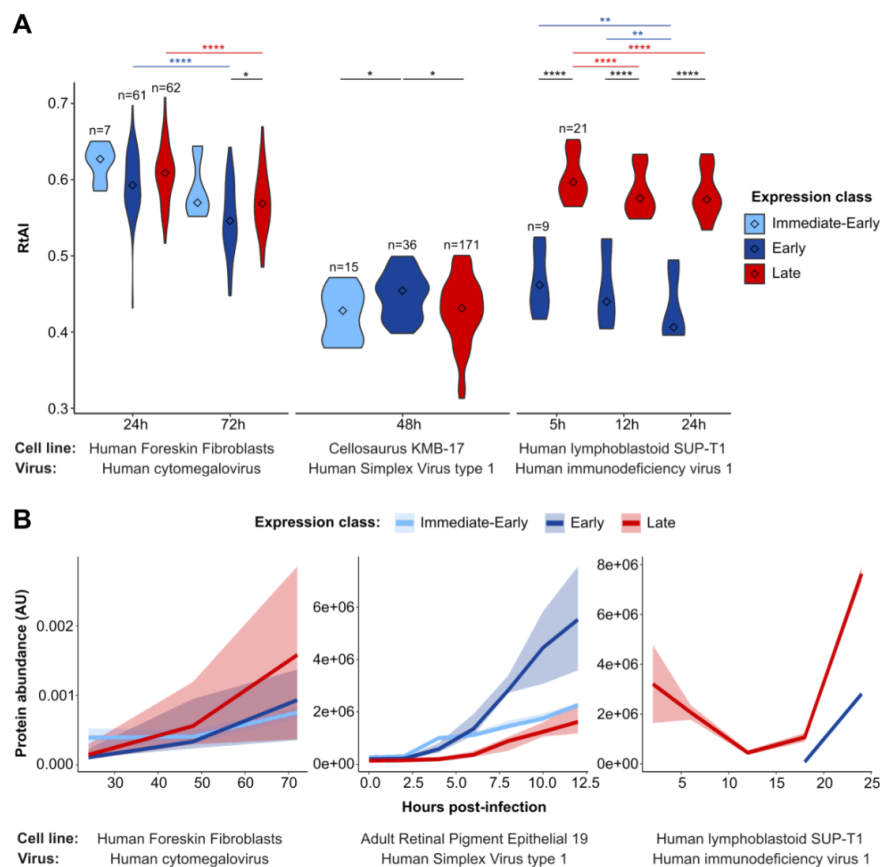 A
**
**
****
****
****
*
*
*
****
****
****
****
****
n=7
n=61
n=62
n=15
n=36
n=171
n=9
n=21
RtAI
0.7
0.6
0.5
0.4
0.3
24h
72h
48h
5h
12h
24h
Expression class
Immediate-Early
Early
Late
Cell line: Human Foreskin Fibroblasts Cellosaurus KMB-17 Human lymphoblastoid SUP-T1
Virus: Human cytomegalovirus Human Simplex Virus type 1 Human immunodeficiency virus 1
B
Expression class: Immediate-Early Early Late
Protein abundance (AU)
0.002
0.001
0.000
30 40 50 60 70
6e+06
4e+06
2e+06
0e+00
0.0 2.5 5.0 7.5 10.0 12.5
8e+06
6e+06
4e+06
2e+06
0e+00
5 10 15 20 25
Hours post-infection
Cell line: Human Foreskin Fibroblasts Adult Retinal Pigment Epithelial 19 Human lymphoblastoid SUP-T1
Virus: Human cytomegalovirus Human Simplex Virus type 1 Human immunodeficiency virus 1